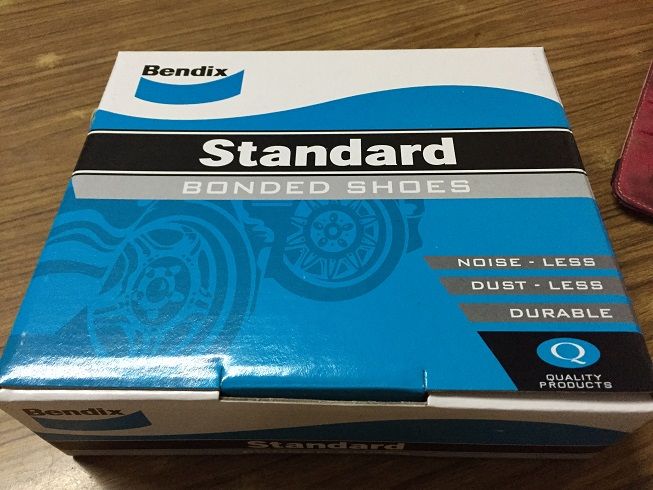 Bendix
Standard
BONDED SHOES
NOISE - LESS
DUST - LESS
DURABLE
Q
QUALITY
PRODUCTS
Bendix
Standard